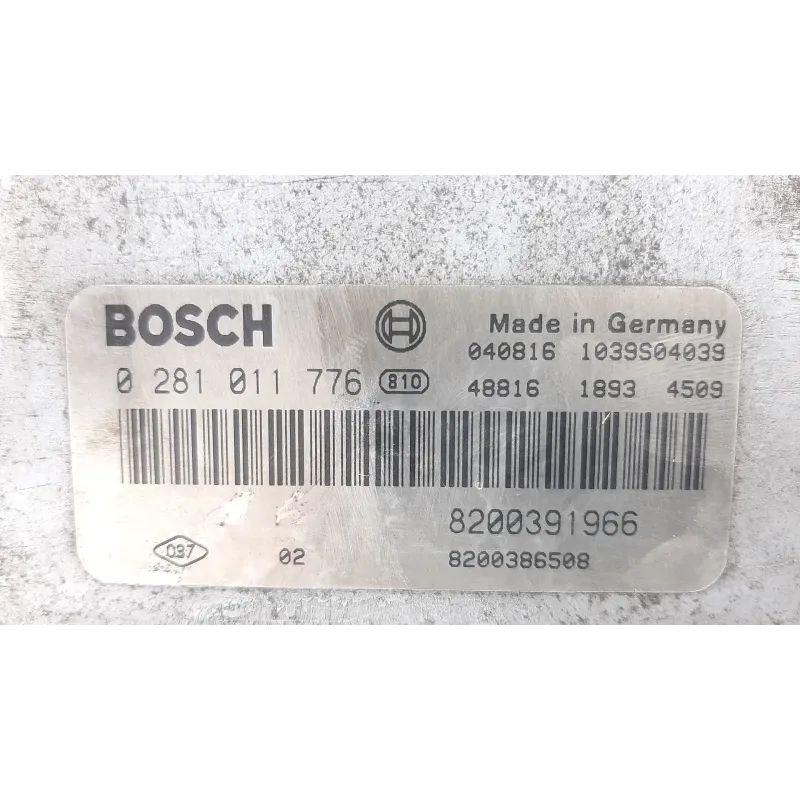 BOSCH
Made in Germany
040816 1039S04039
0 281 011 776 810 48816 1893 4509
8200391966
037 02 8200386508